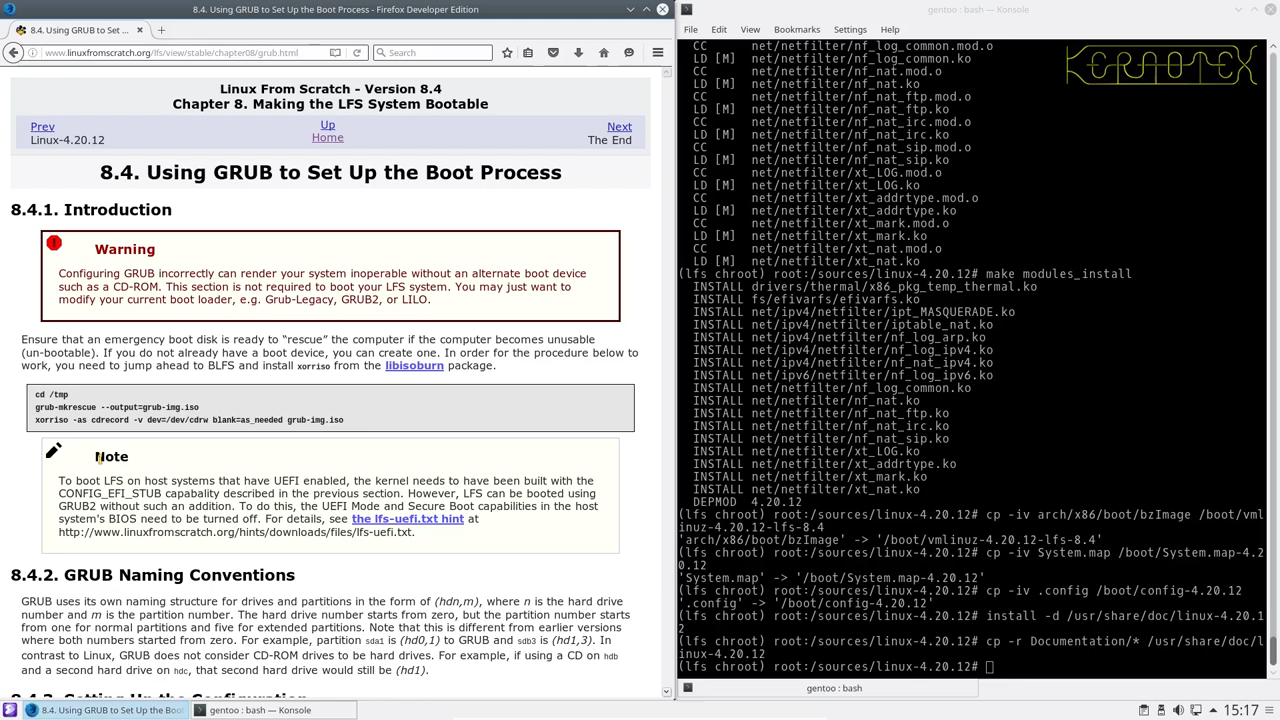 8.4. Using GRUB to Set Up the Boot Process - Firefox Developer Edition
8.4. Using GRUB to Set ...
www.linuxfromscratch.org/lfs/view/stable/chapter08/grub.html
Search
Linux From Scratch - Version 8.4
Chapter 8. Making the LFS System Bootable
Prev
Up
Next
Linux-4.20.12
Home
The End
8.4. Using GRUB to Set Up the Boot Process
8.4.1. Introduction
Warning
Configuring GRUB incorrectly can render your system inoperable without an alternate boot device
such as a CD-ROM. This section is not required to boot your LFS system. You may just want to
modify your current boot loader, e.g. Grub-Legacy, GRUB2, or LILO.
Ensure that an emergency boot disk is ready to “rescue” the computer if the computer becomes unusable
(un-bootable). If you do not already have a boot device, you can create one. In order for the procedure below to
work, you need to jump ahead to BLFS and install xorriso from the libisoburn package.
cd /tmp
grub-mkrescue --output=grub-img.iso
xorriso -as cdrecord -v dev=/dev/cdrw blank=as_needed grub-img.iso
Note
To boot LFS on host systems that have UEFI enabled, the kernel needs to have been built with the
CONFIG_EFI_STUB capabality described in the previous section. However, LFS can be booted using
GRUB2 without such an addition. To do this, the UEFI Mode and Secure Boot capabilities in the host
system's BIOS need to be turned off. For details, see the lfs-uefi.txt hint at
http://www.linuxfromscratch.org/hints/downloads/files/lfs-uefi.txt.
8.4.2. GRUB Naming Conventions
GRUB uses its own naming structure for drives and partitions in the form of (hdn,m), where n is the hard drive
number and m is the partition number. The hard drive number starts from zero, but the partition number starts
from one for normal partitions and five for extended partitions. Note that this is different from earlier versions
where both numbers started from zero. For example, partition sda1 is (hd0,1) to GRUB and sdb3 is (hd1,3). In
contrast to Linux, GRUB does not consider CD-ROM drives to be hard drives. For example, if using a CD on hdb
and a second hard drive on hdc, that second hard drive would still be (hd1).
8.4.3. Setting Up the Configuration
gentoo : bash — Konsole
File Edit View Bookmarks Settings Help
KERNOTEX
CC net/netfilter/nf_log_common.mod.o
LD [M] net/netfilter/nf_log_common.ko
CC net/netfilter/nf_nat.mod.o
LD [M] net/netfilter/nf_nat.ko
CC net/netfilter/nf_nat_ftp.mod.o
LD [M] net/netfilter/nf_nat_ftp.ko
CC net/netfilter/nf_nat_irc.mod.o
LD [M] net/netfilter/nf_nat_irc.ko
CC net/netfilter/nf_nat_sip.mod.o
LD [M] net/netfilter/nf_nat_sip.ko
CC net/netfilter/xt_LOG.mod.o
LD [M] net/netfilter/xt_LOG.ko
CC net/netfilter/xt_addrtype.mod.o
LD [M] net/netfilter/xt_addrtype.ko
CC net/netfilter/xt_mark.mod.o
LD [M] net/netfilter/xt_mark.ko
CC net/netfilter/xt_nat.mod.o
LD [M] net/netfilter/xt_nat.ko
(lfs chroot) root:/sources/linux-4.20.12# make modules_install
INSTALL drivers/thermal/x86_pkg_temp_thermal.ko
INSTALL fs/efivarfs/efivarfs.ko
INSTALL net/ipv4/netfilter/ipt_MASQUERADE.ko
INSTALL net/ipv4/netfilter/iptable_nat.ko
INSTALL net/ipv4/netfilter/nf_log_arp.ko
INSTALL net/ipv4/netfilter/nf_log_ipv4.ko
INSTALL net/ipv4/netfilter/nf_nat_ipv4.ko
INSTALL net/ipv6/netfilter/nf_log_ipv6.ko
INSTALL net/netfilter/nf_log_common.ko
INSTALL net/netfilter/nf_nat.ko
INSTALL net/netfilter/nf_nat_ftp.ko
INSTALL net/netfilter/nf_nat_irc.ko
INSTALL net/netfilter/nf_nat_sip.ko
INSTALL net/netfilter/xt_LOG.ko
INSTALL net/netfilter/xt_addrtype.ko
INSTALL net/netfilter/xt_mark.ko
INSTALL net/netfilter/xt_nat.ko
DEPMOD 4.20.12
(lfs chroot) root:/sources/linux-4.20.12# cp -iv arch/x86/boot/bzImage /boot/vml
inuz-4.20.12-lfs-8.4
'arch/x86/boot/bzImage' -> '/boot/vmlinuz-4.20.12-lfs-8.4'
(lfs chroot) root:/sources/linux-4.20.12# cp -iv System.map /boot/System.map-4.2
0.12
'System.map' -> '/boot/System.map-4.20.12'
(lfs chroot) root:/sources/linux-4.20.12# cp -iv .config /boot/config-4.20.12
'.config' -> '/boot/config-4.20.12'
(lfs chroot) root:/sources/linux-4.20.12# install -d /usr/share/doc/linux-4.20.1
2
(lfs chroot) root:/sources/linux-4.20.12# cp -r Documentation/* /usr/share/doc/l
inux-4.20.12
(lfs chroot) root:/sources/linux-4.20.12#
gentoo : bash
8.4. Using GRUB to Set Up the Boo
gentoo : bash — Konsole
15:17